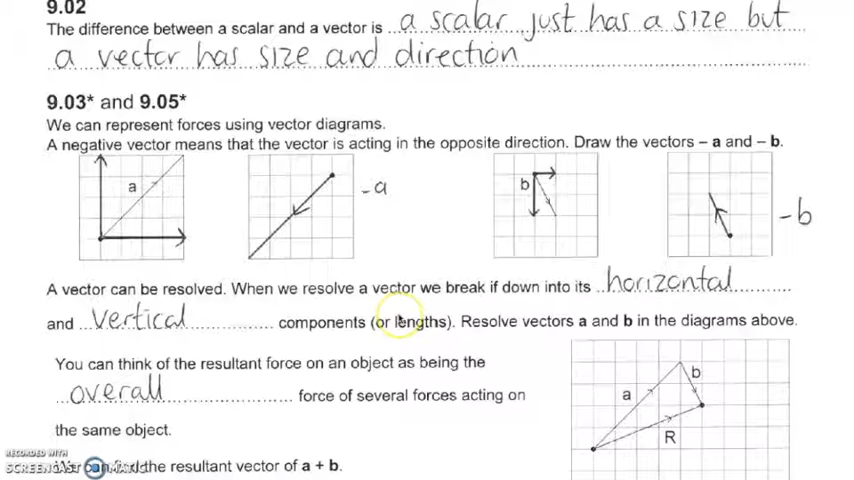 9.02
The difference between a scalar and a vector is a scalar just has a size but
a vector has size and direction
9.03* and 9.05*
We can represent forces using vector diagrams.
A negative vector means that the vector is acting in the opposite direction. Draw the vectors – a and – b.
a
-a
b
-b
A vector can be resolved. When we resolve a vector we break if down into its horizontal
and vertical components (or lengths). Resolve vectors a and b in the diagrams above.
You can think of the resultant force on an object as being the
overall force of several forces acting on
the same object.
a
b
R
RECORDED WITH
find the resultant vector of a + b.